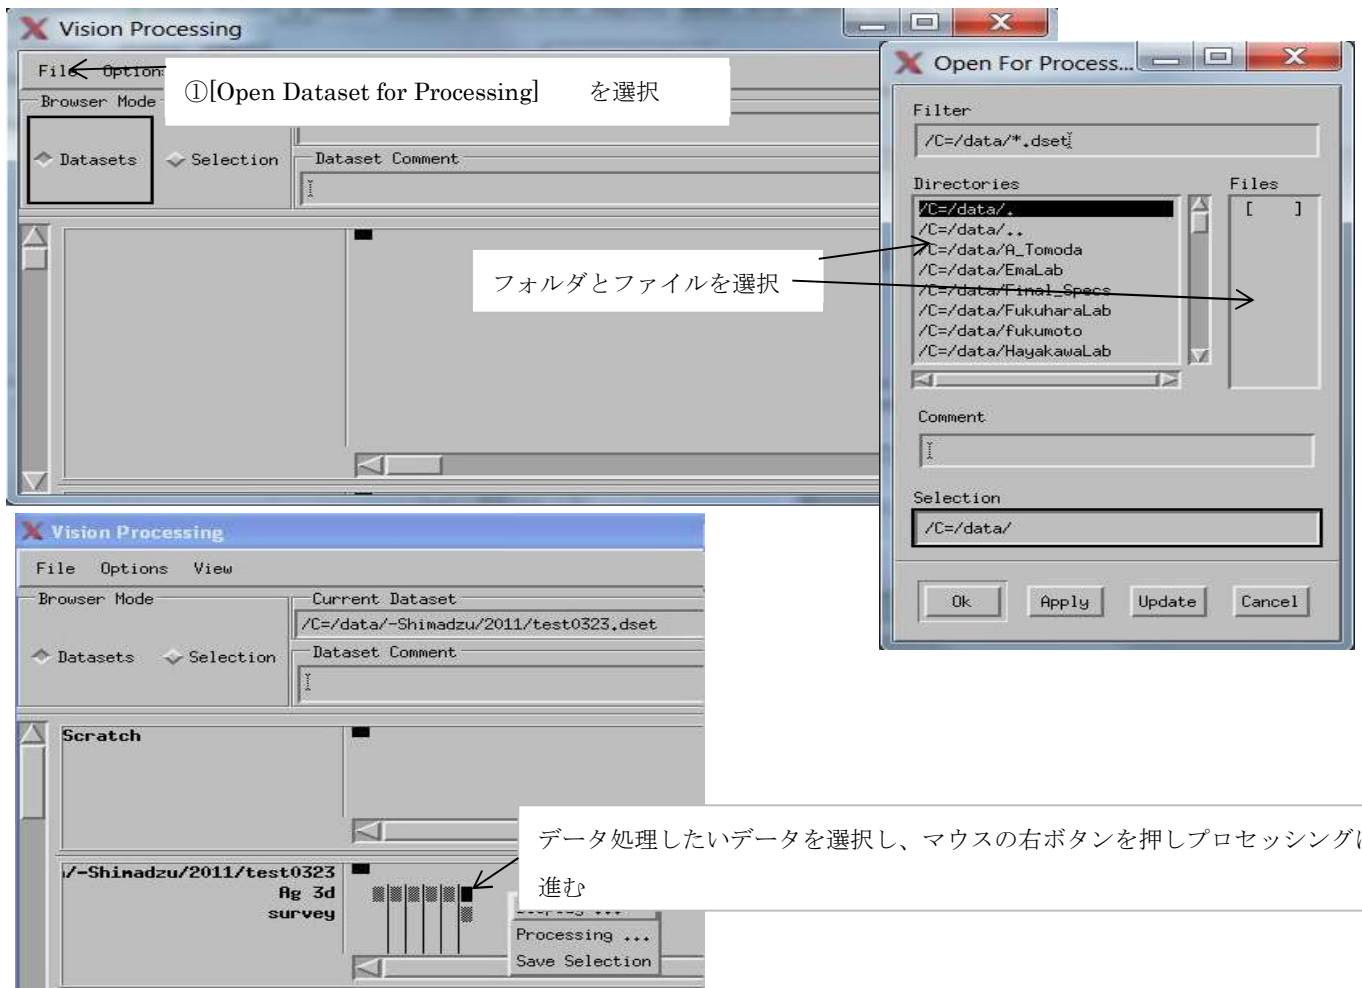 Vision Processing
File Option
①[Open Dataset for Processing] を選択
Browser Mode
Datasets Selection
Dataset Comment
フォルダとファイルを選択
Open For Process...
Filter
/C=/data/*.dset
Directories Files
/C=/data/. [ ]
/C=/data/..
/C=/data/A_Tomoda
/C=/data/EmaLab
/C=/data/Final_Specs
/C=/data/FukuharaLab
/C=/data/fukumoto
/C=/data/HayakawaLab
Comment
Selection
/C=/data/
Ok Apply Update Cancel
Vision Processing
File Options View
Browser Mode Current Dataset
/C=/data/-Shimadzu/2011/test0323.dset
Datasets Selection Dataset Comment
Scratch
/-Shimadzu/2011/test0323
Ag 3d
survey
データ処理したいデータを選択し、マウスの右ボタンを押しプロセッシングに
進む
Processing ...
Save Selection